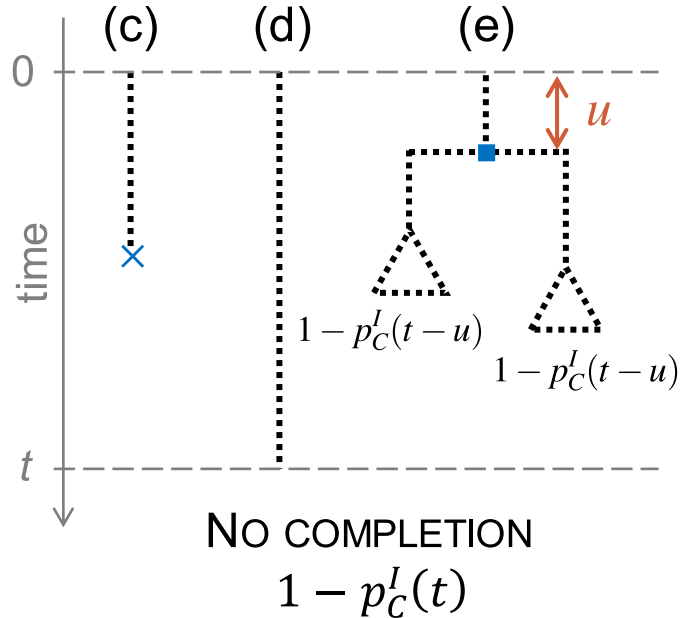 (c) (d) (e)
0
u
time
1 − p_C^I(t − u)
1 − p_C^I(t − u)
t
NO COMPLETION
1 − p_C^I(t)